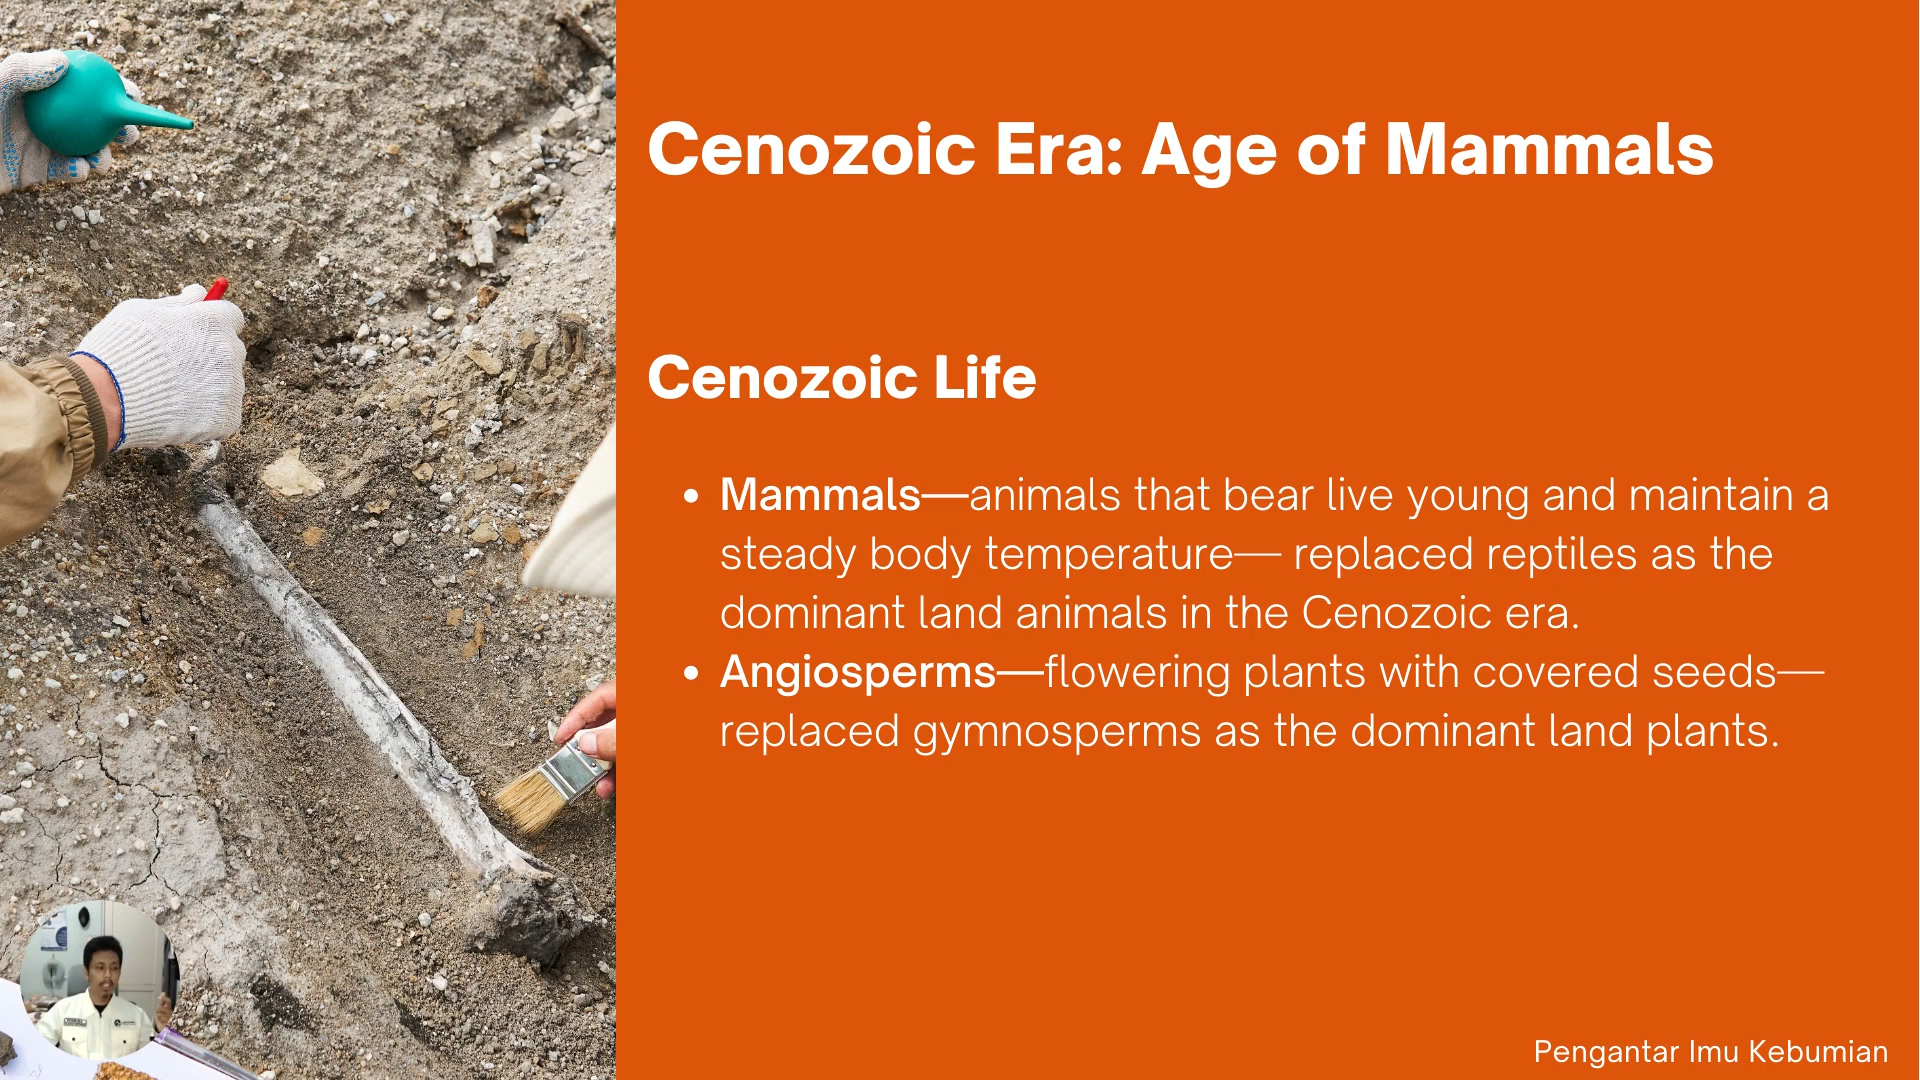 Cenozoic Era: Age of Mammals
Cenozoic Life
• Mammals—animals that bear live young and maintain a
steady body temperature— replaced reptiles as the
dominant land animals in the Cenozoic era.
• Angiosperms—flowering plants with covered seeds—
replaced gymnosperms as the dominant land plants.
Pengantar Imu Kebumian